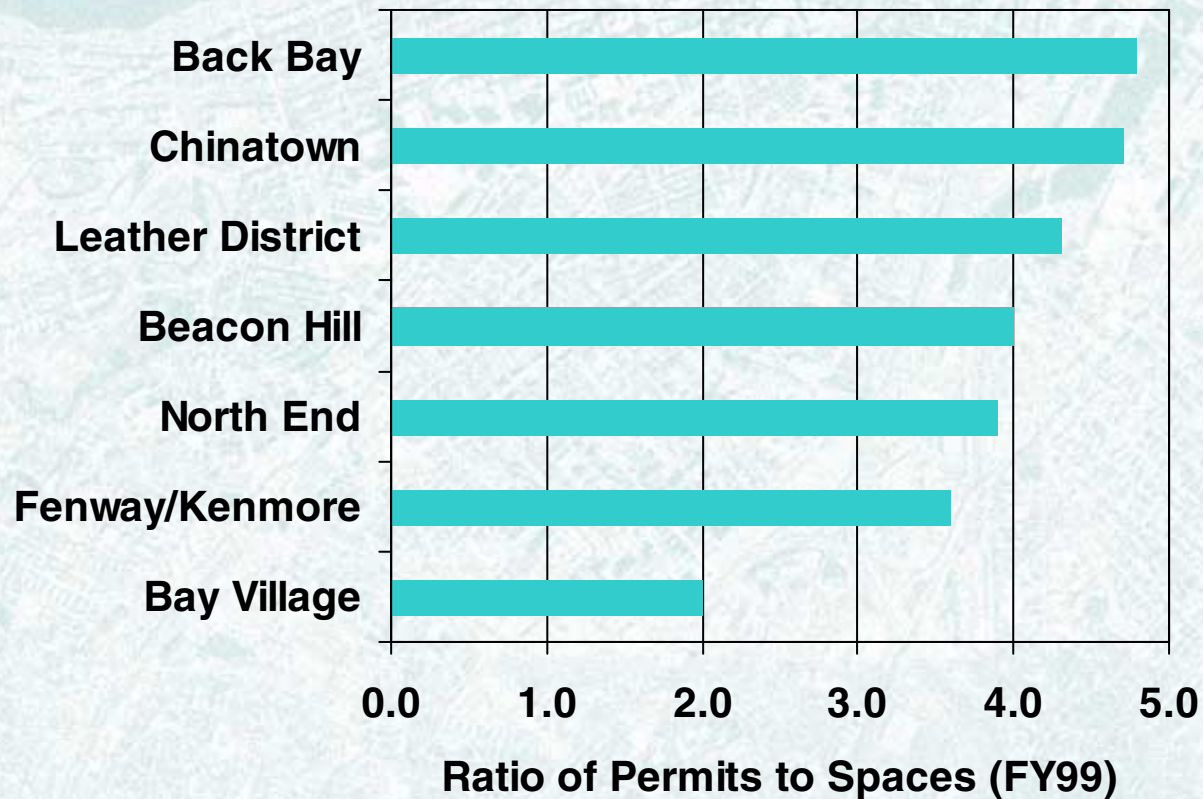 Back Bay
Chinatown
Leather District
Beacon Hill
North End
Fenway/Kenmore
Bay Village
0.0 1.0 2.0 3.0 4.0 5.0
Ratio of Permits to Spaces (FY99)